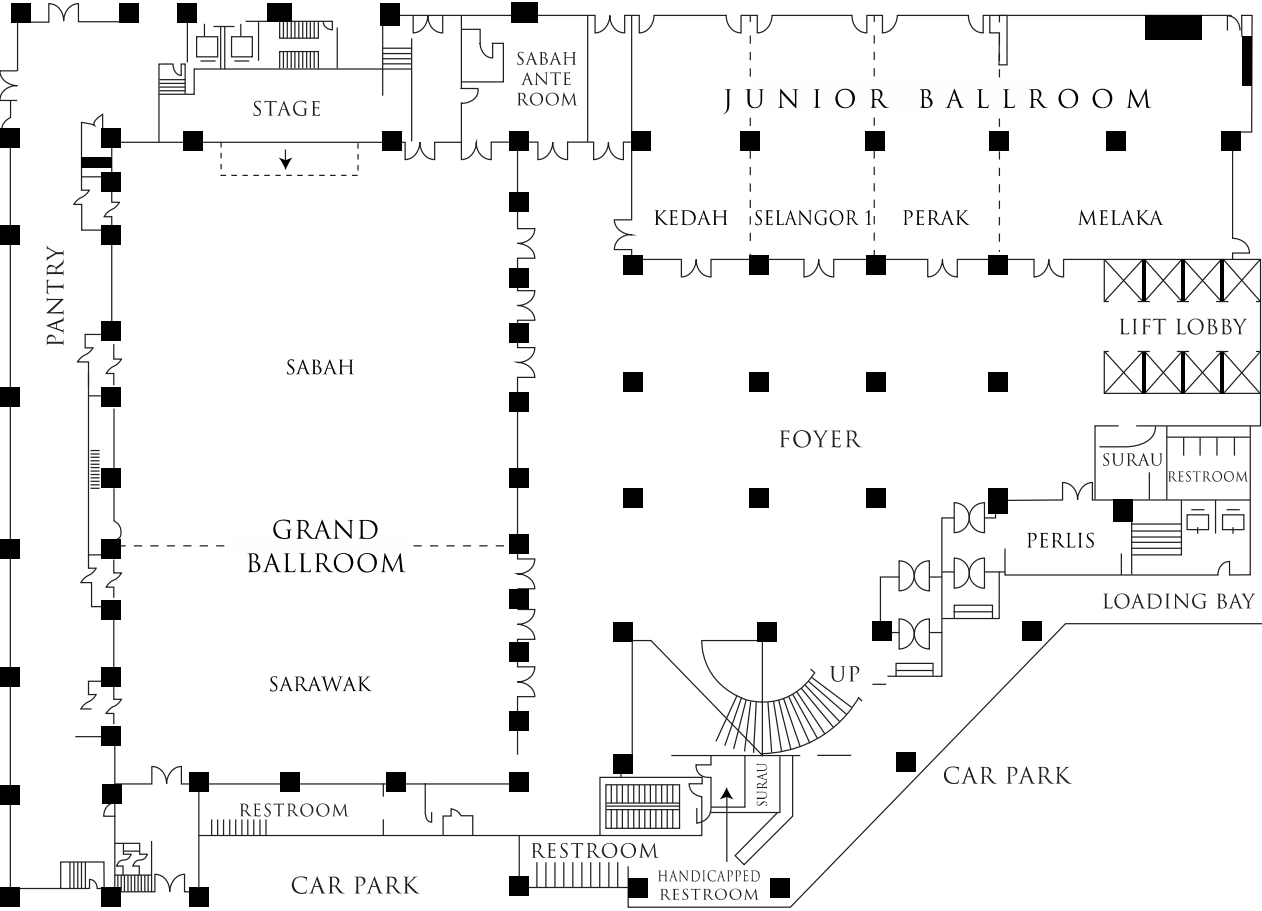 SABAH
ANTE
ROOM
STAGE
JUNIOR BALLROOM
KEDAH
SELANGOR 1
PERAK
MELAKA
PANTRY
LIFT LOBBY
SABAH
FOYER
SURAU
RESTROOM
GRAND
BALLROOM
PERLIS
LOADING BAY
SARAWAK
UP
CAR PARK
SURAU
RESTROOM
RESTROOM
HANDICAPPED
RESTROOM
CAR PARK